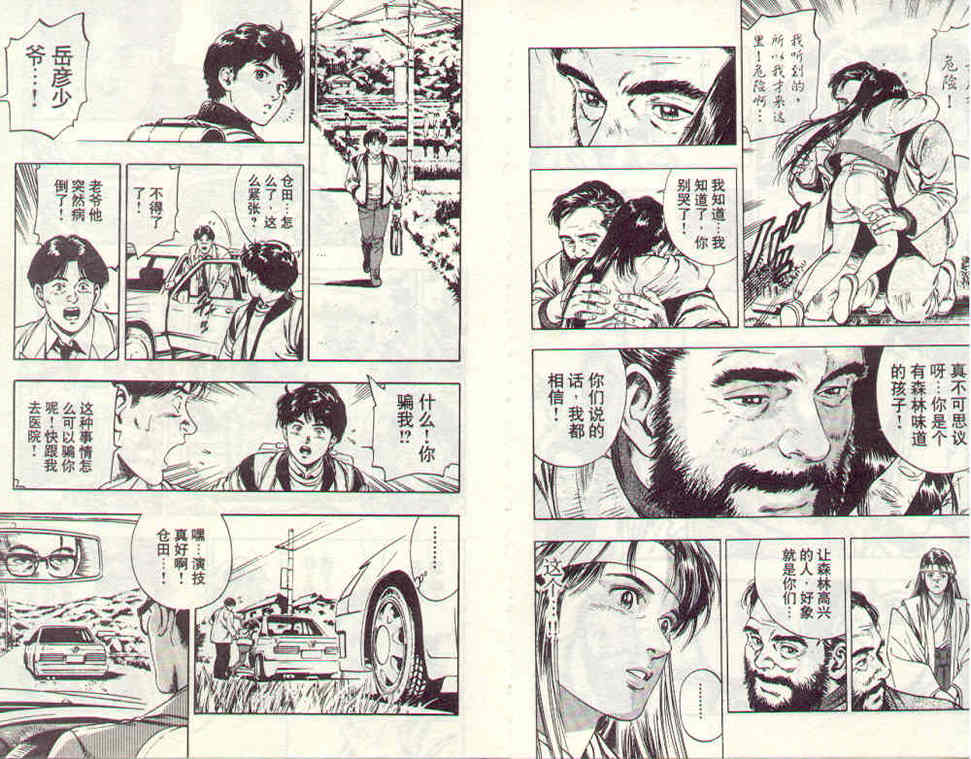 危险！
我听到的，
所以我才来这
里！危险啊…
我知道…我
知道了，你
别哭了！
真不可思议
呀…你是个
有森林味道
的孩子！
你们说的
话，我都
相信！
让森林高兴
的人，好象
就是你们…
………
这个…！
岳彦少
爷…！
仓田…怎
么了，这
么紧张？
不得了
了！
老爷他
突然病
倒了！
什么！你
骗我!?
这种事情怎
么可以骗你
呢！快跟我
去医院！
………
嘿…演技
真好啊！
仓田…！